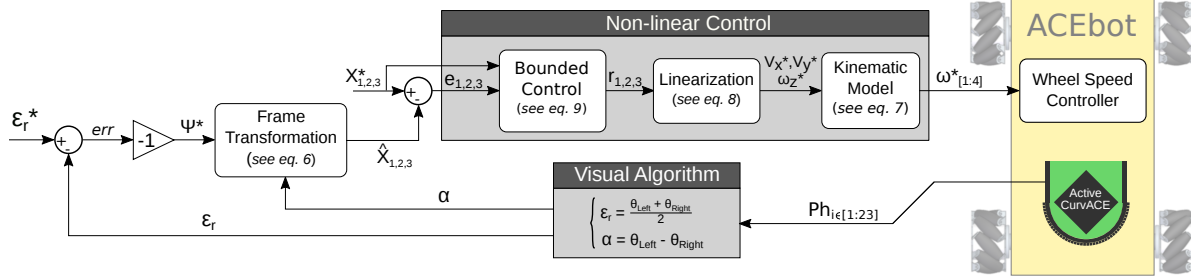 Non-linear Control
ACEbot
X*1,2,3
e1,2,3
Bounded
Control
(see eq. 9)
r1,2,3
Linearization
(see eq. 8)
Vx*,Vy*
ωz*
Kinematic
Model
(see eq. 7)
ω*[1:4]
Wheel Speed
Controller
εr*
+
-
err
-1
Ψ*
Frame
Transformation
(see eq. 6)
+
-
X̂1,2,3
Visual Algorithm
εr = θLeft + θRight / 2
α = θLeft - θRight
α
εr
Phiϵ[1:23]
Active
CurvACE